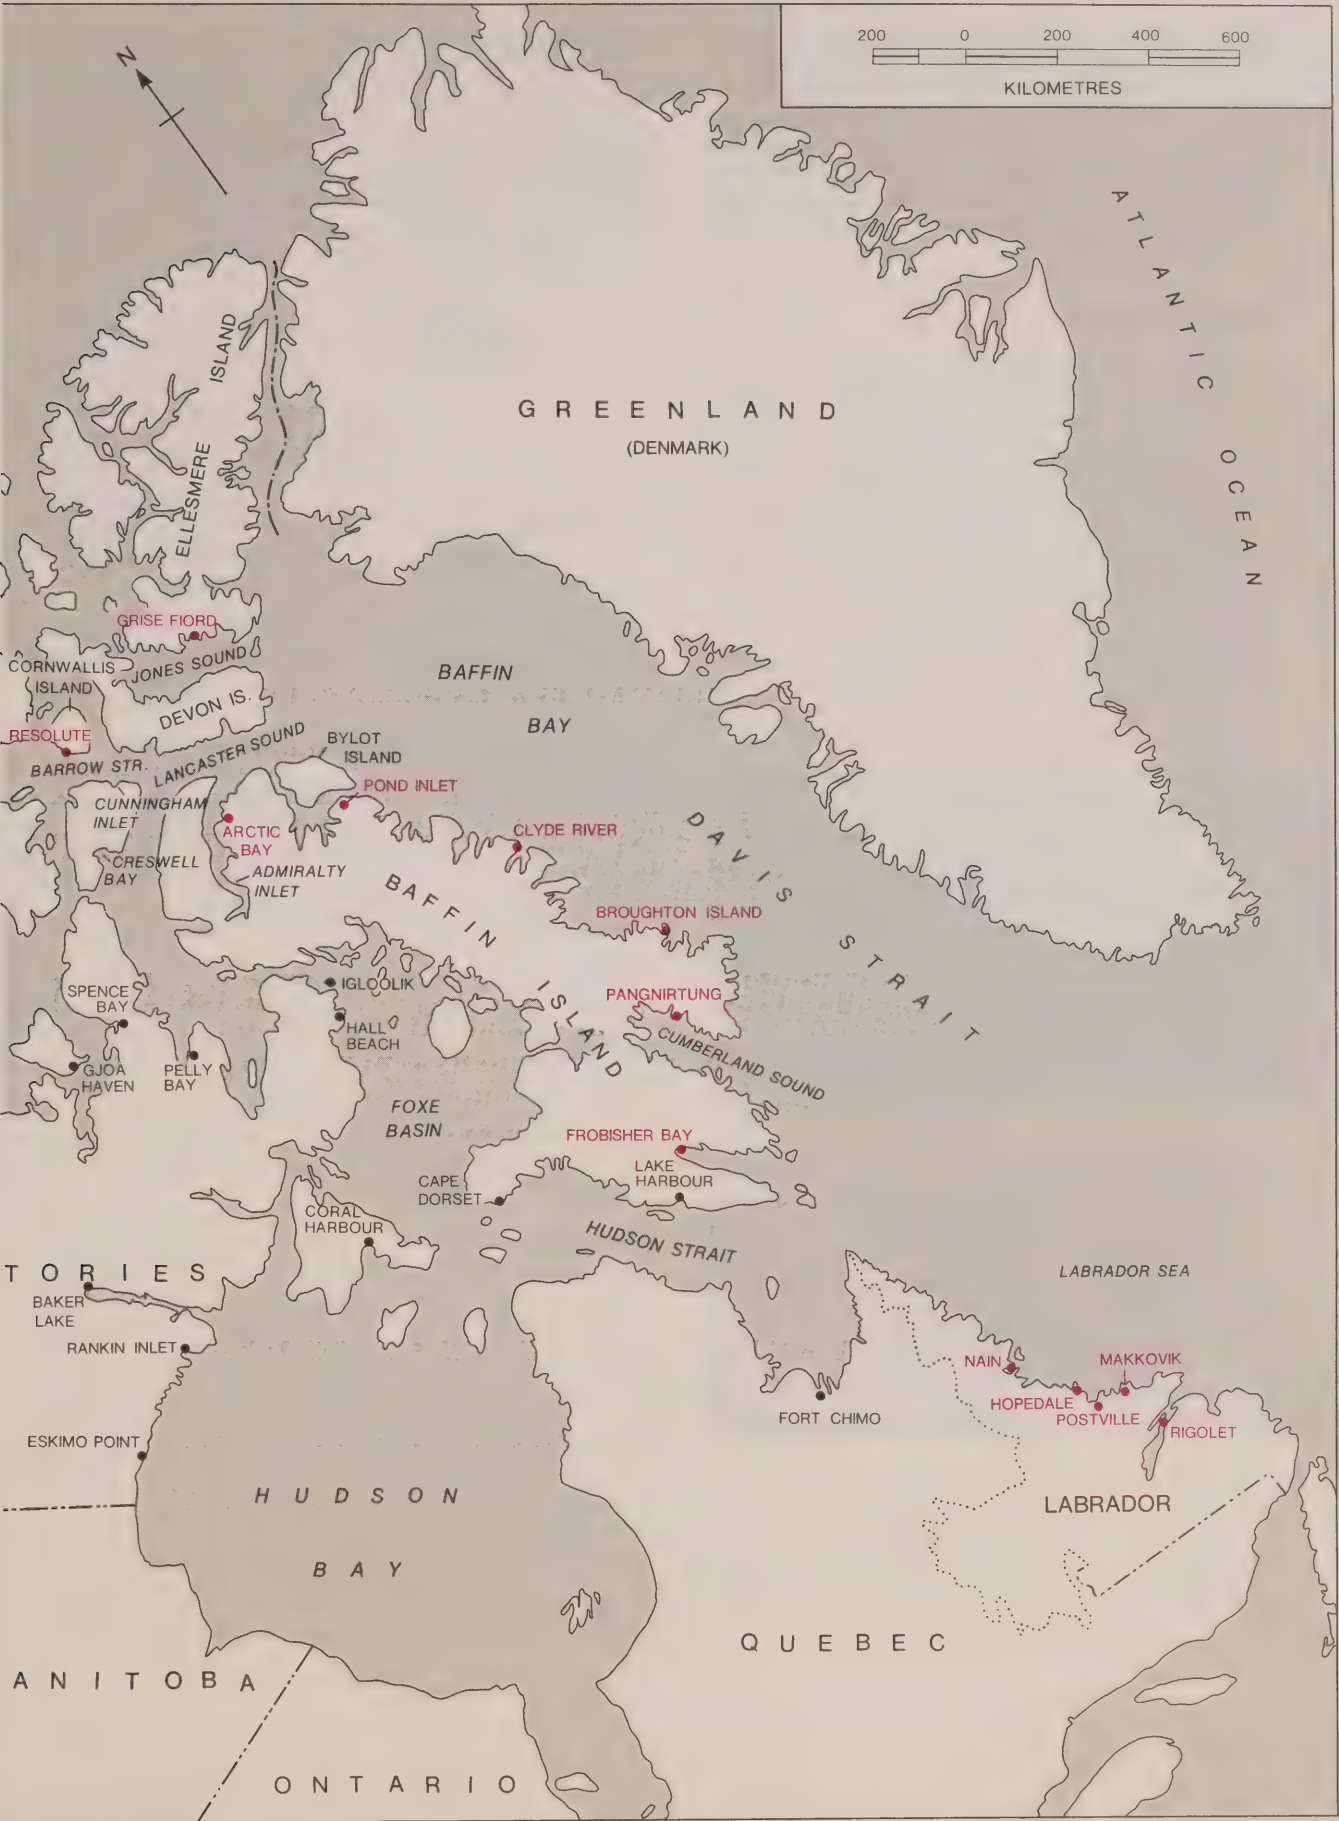 200 0 200 400 600
KILOMETRES
N
ATLANTIC OCEAN
GREENLAND
(DENMARK)
ELLESMERE ISLAND
GRISE FIORD
CORNWALLIS
ISLAND
JONES SOUND
DEVON IS.
RESOLUTE
BARROW STR.
LANCASTER SOUND
BYLOT
ISLAND
BAFFIN
BAY
CUNNINGHAM
INLET
POND INLET
ARCTIC
BAY
CRESWELL
BAY
ADMIRALTY
INLET
CLYDE RIVER
DAVIS STRAIT
BAFFIN ISLAND
BROUGHTON ISLAND
IGLOOLIK
SPENCE
BAY
HALL
BEACH
PANGNIRTUNG
CUMBERLAND SOUND
GJOA
HAVEN
PELLY
BAY
FOXE
BASIN
FROBISHER BAY
LAKE
HARBOUR
CAPE
DORSET
CORAL
HARBOUR
HUDSON STRAIT
LABRADOR SEA
TORIES
BAKER
LAKE
RANKIN INLET
NAIN
MAKKOVIK
HOPEDALE
POSTVILLE
RIGOLET
FORT CHIMO
ESKIMO POINT
HUDSON
BAY
LABRADOR
QUEBEC
ANITOBA
ONTARIO